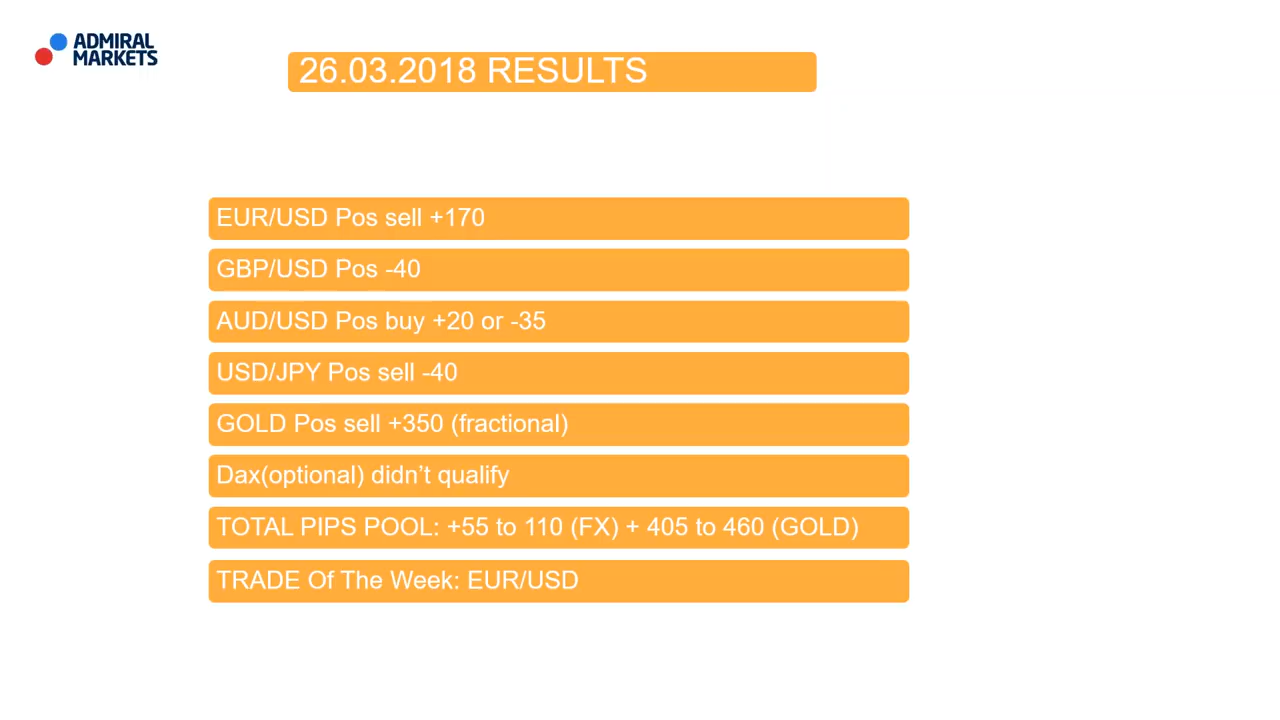 ADMIRAL
MARKETS
26.03.2018 RESULTS
EUR/USD Pos sell +170
GBP/USD Pos -40
AUD/USD Pos buy +20 or -35
USD/JPY Pos sell -40
GOLD Pos sell +350 (fractional)
Dax(optional) didn’t qualify
TOTAL PIPS POOL: +55 to 110 (FX) + 405 to 460 (GOLD)
TRADE Of The Week: EUR/USD